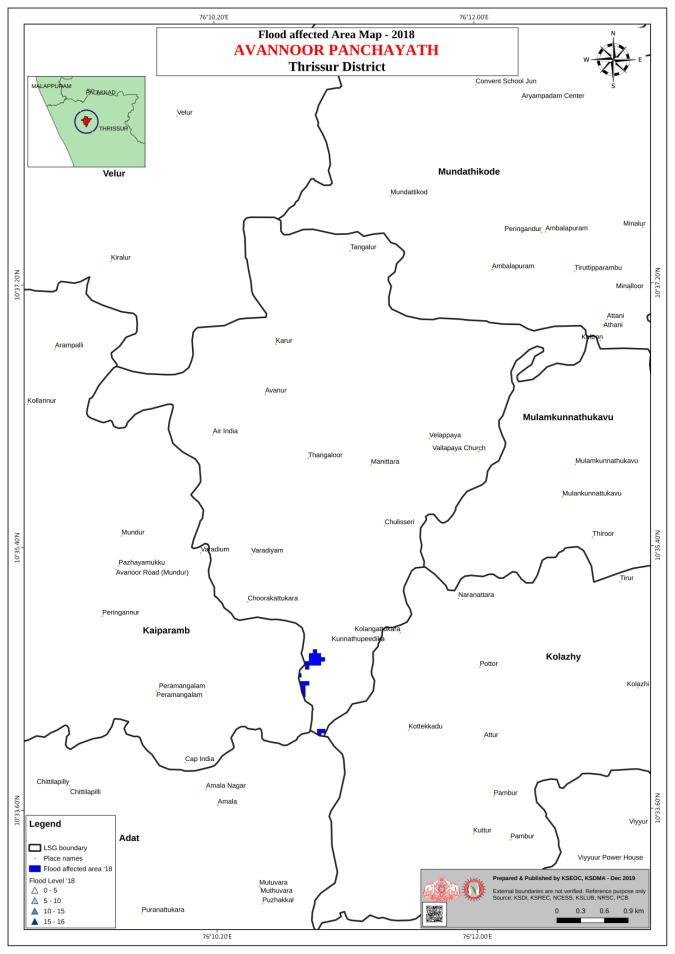 76°10.20'E 76°12.00'E
Flood affected Area Map - 2018
AVANNOOR PANCHAYATH
Thrissur District
N
W E
S
MALAPPURAM
THRISSUR
Convent School Jun
Aryampadam Center
Velur
Velur
Mundathikode
Mundattikod
Minalur
Peringandur Ambalapuram
Tangalur
Kiralur
Ambalapuram
Tiruttipparambu
10°37.20'N
10°37.20'N
Minalloor
Attani
Athani
Karur
Arampalli
Avanur
Kollannur
Mulamkunnathukavu
Air India
Velappaya
Vallapaya Church
Thangaloor
Manittara
Mulamkunnathukavu
Mulankunnattukavu
Chulisseri
Mundur
Thiroor
10°35.40'N
10°35.40'N
Varadium
Varadiyam
Pazhayamukku
Avanoor Road (Mundur)
Tirur
Naranattara
Choorakattukara
Peringannur
Kaiparamb
Kolangattukara
Kunnathupeedika
Kolazhy
Pottor
Peramangalam
Peramangalam
Kolazhi
Kottekkadu
Attur
Cap India
Chittilapilly
Chittilapilli
Amala Nagar
Amala
Pambur
10°33.60'N
10°33.60'N
Viyyur
Kuttur
Pambur
Adat
Viyyuur Power House
Mutuvara
Muthuvara
Puzhakkal
Puranattukara
Legend
LSG boundary
Place names
Flood affected area '18
Flood Level '18
0 - 5
5 - 10
10 - 15
15 - 16
Prepared & Published by KSEOC, KSDMA - Dec 2019
External boundaries are not verified. Reference purpose only
Source: KSDI, KSREC, NCESS, KSLUB, NRSC, PCB
0 0.3 0.6 0.9 km
76°10.20'E 76°12.00'E